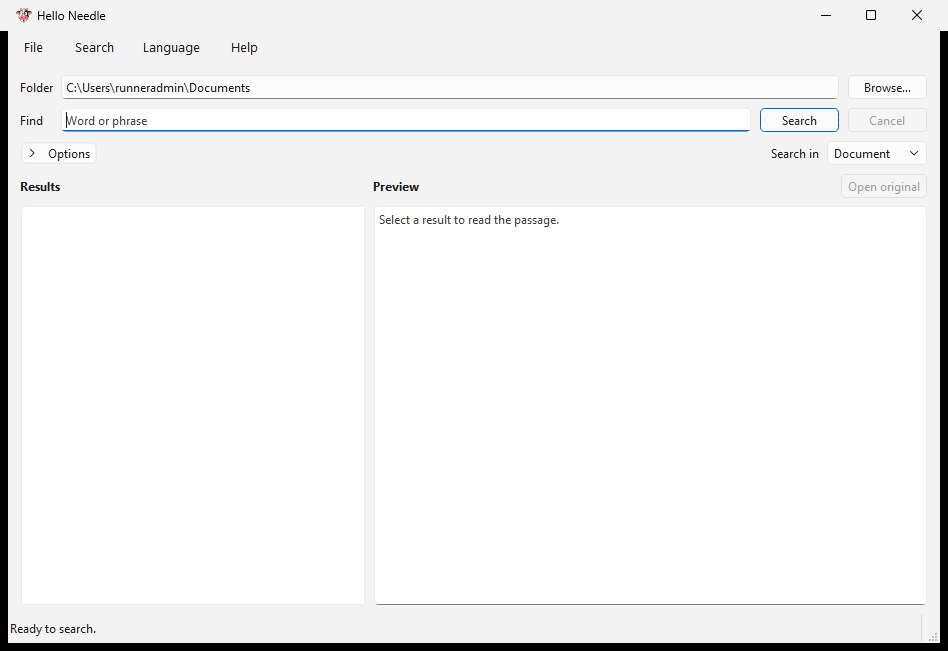 Hello Needle
File Search Language Help
Folder C:\Users\runneradmin\Documents Browse...
Find Word or phrase Search Cancel
Options Search in Document
Results Preview Open original
Select a result to read the passage.
Ready to search.